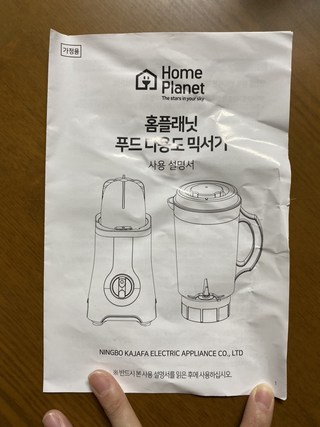 가정용
Home
Planet
The stars in your sky
홈플래닛
푸드 다용도 믹서기
사용 설명서
NINGBO KAJAFA ELECTRIC APPLIANCE CO., LTD
※ 반드시 본 사용 설명서를 읽은 후에 사용하십시오.